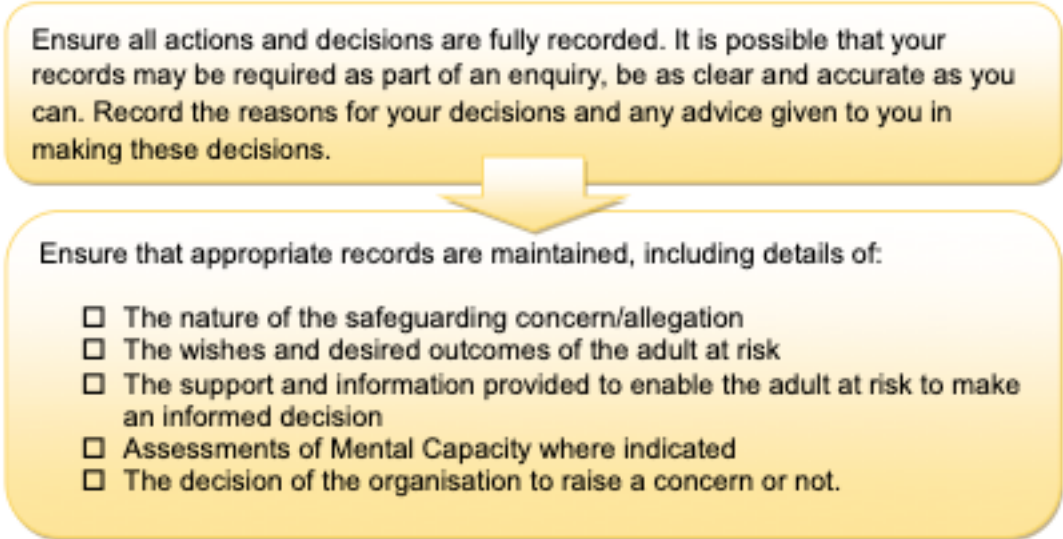 Ensure all actions and decisions are fully recorded. It is possible that your
records may be required as part of an enquiry, be as clear and accurate as you
can. Record the reasons for your decisions and any advice given to you in
making these decisions.
Ensure that appropriate records are maintained, including details of:
☐ The nature of the safeguarding concern/allegation
☐ The wishes and desired outcomes of the adult at risk
☐ The support and information provided to enable the adult at risk to make
an informed decision
☐ Assessments of Mental Capacity where indicated
☐ The decision of the organisation to raise a concern or not.